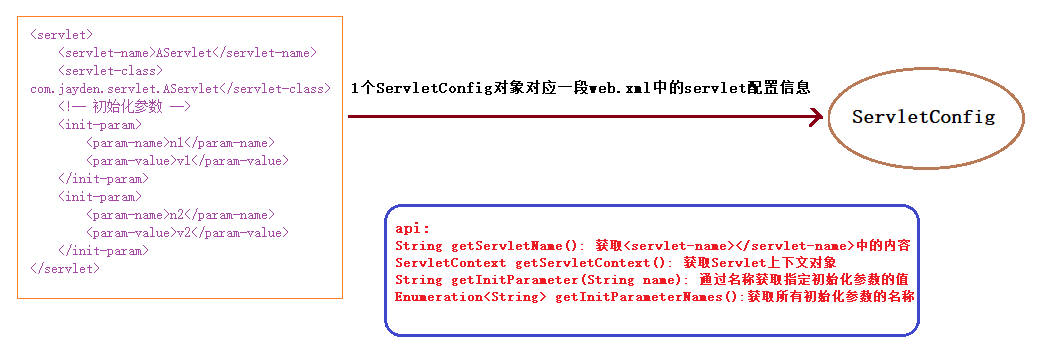 <servlet>
<servlet-name>AServlet</servlet-name>
<servlet-class>
com.jayden.servlet.AServlet</servlet-class>
<!-- 初始化参数 -->
<init-param>
<param-name>n1</param-name>
<param-value>v1</param-value>
</init-param>
<init-param>
<param-name>n2</param-name>
<param-value>v2</param-value>
</init-param>
</servlet>
1个ServletConfig对象对应一段web.xml中的servlet配置信息
ServletConfig
api:
String getServletName(): 获取<servlet-name></servlet-name>中的内容
ServletContext getServletContext(): 获取Servlet上下文对象
String getInitParameter(String name): 通过名称获取指定初始化参数的值
Enumeration<String> getInitParameterNames():获取所有初始化参数的名称